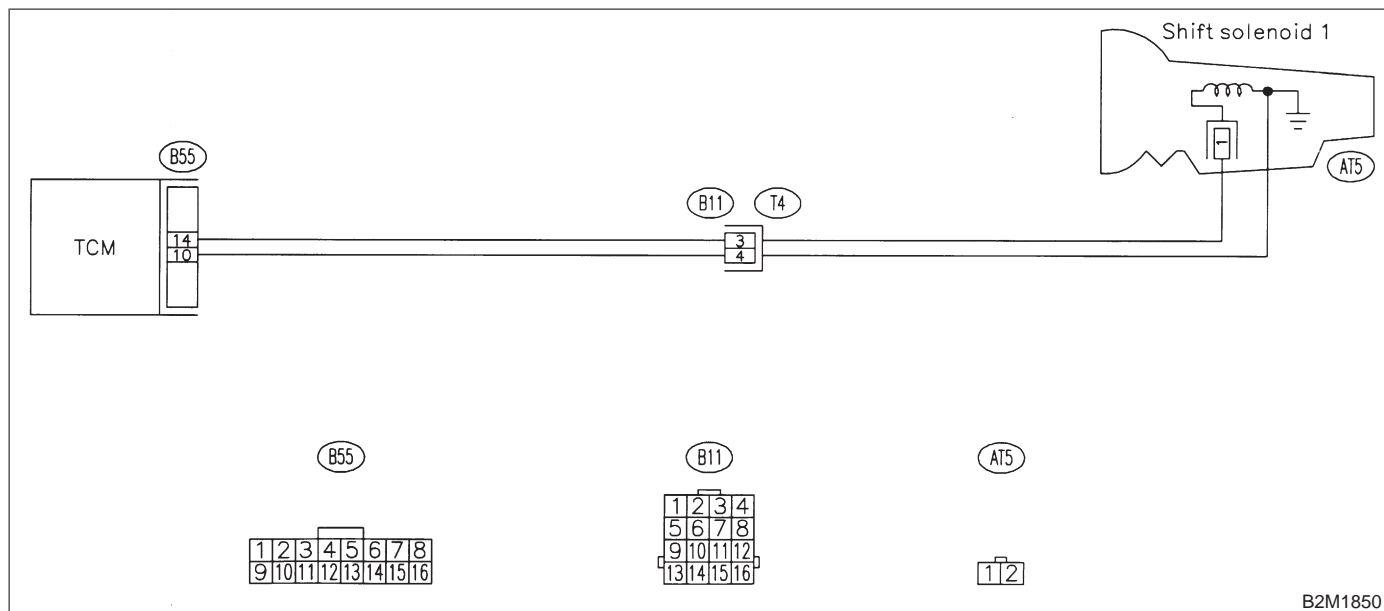 Shift solenoid 1
1
AT5
B55
B11 T4
TCM
14
10
3
4
B55
B11
AT5
1 2 3 4 5 6 7 8
9 10 11 12 13 14 15 16
1 2 3 4
5 6 7 8
9 10 11 12
13 14 15 16
1 2
B2M1850